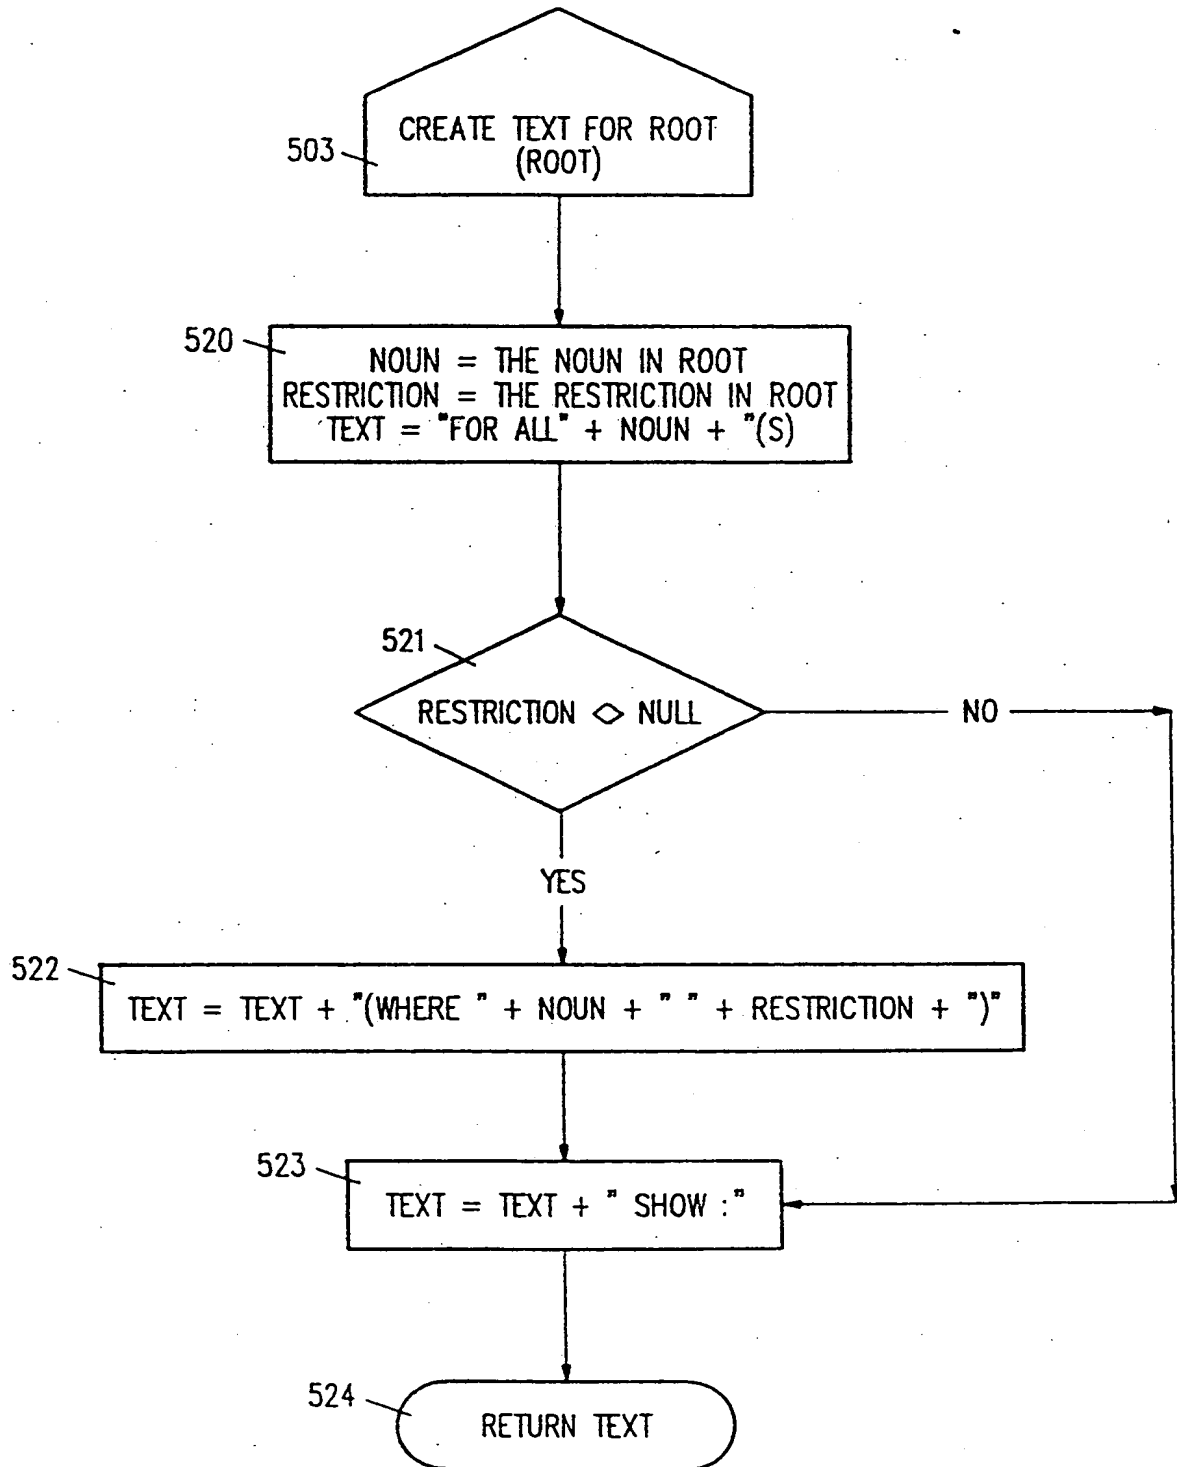 CREATE TEXT FOR ROOT
(ROOT)
503
520
NOUN = THE NOUN IN ROOT
RESTRICTION = THE RESTRICTION IN ROOT
TEXT = "FOR ALL" + NOUN + "(S)
521
RESTRICTION <> NULL
NO
YES
522
TEXT = TEXT + "(WHERE " + NOUN + " " + RESTRICTION + ")"
523
TEXT = TEXT + " SHOW :"
524
RETURN TEXT